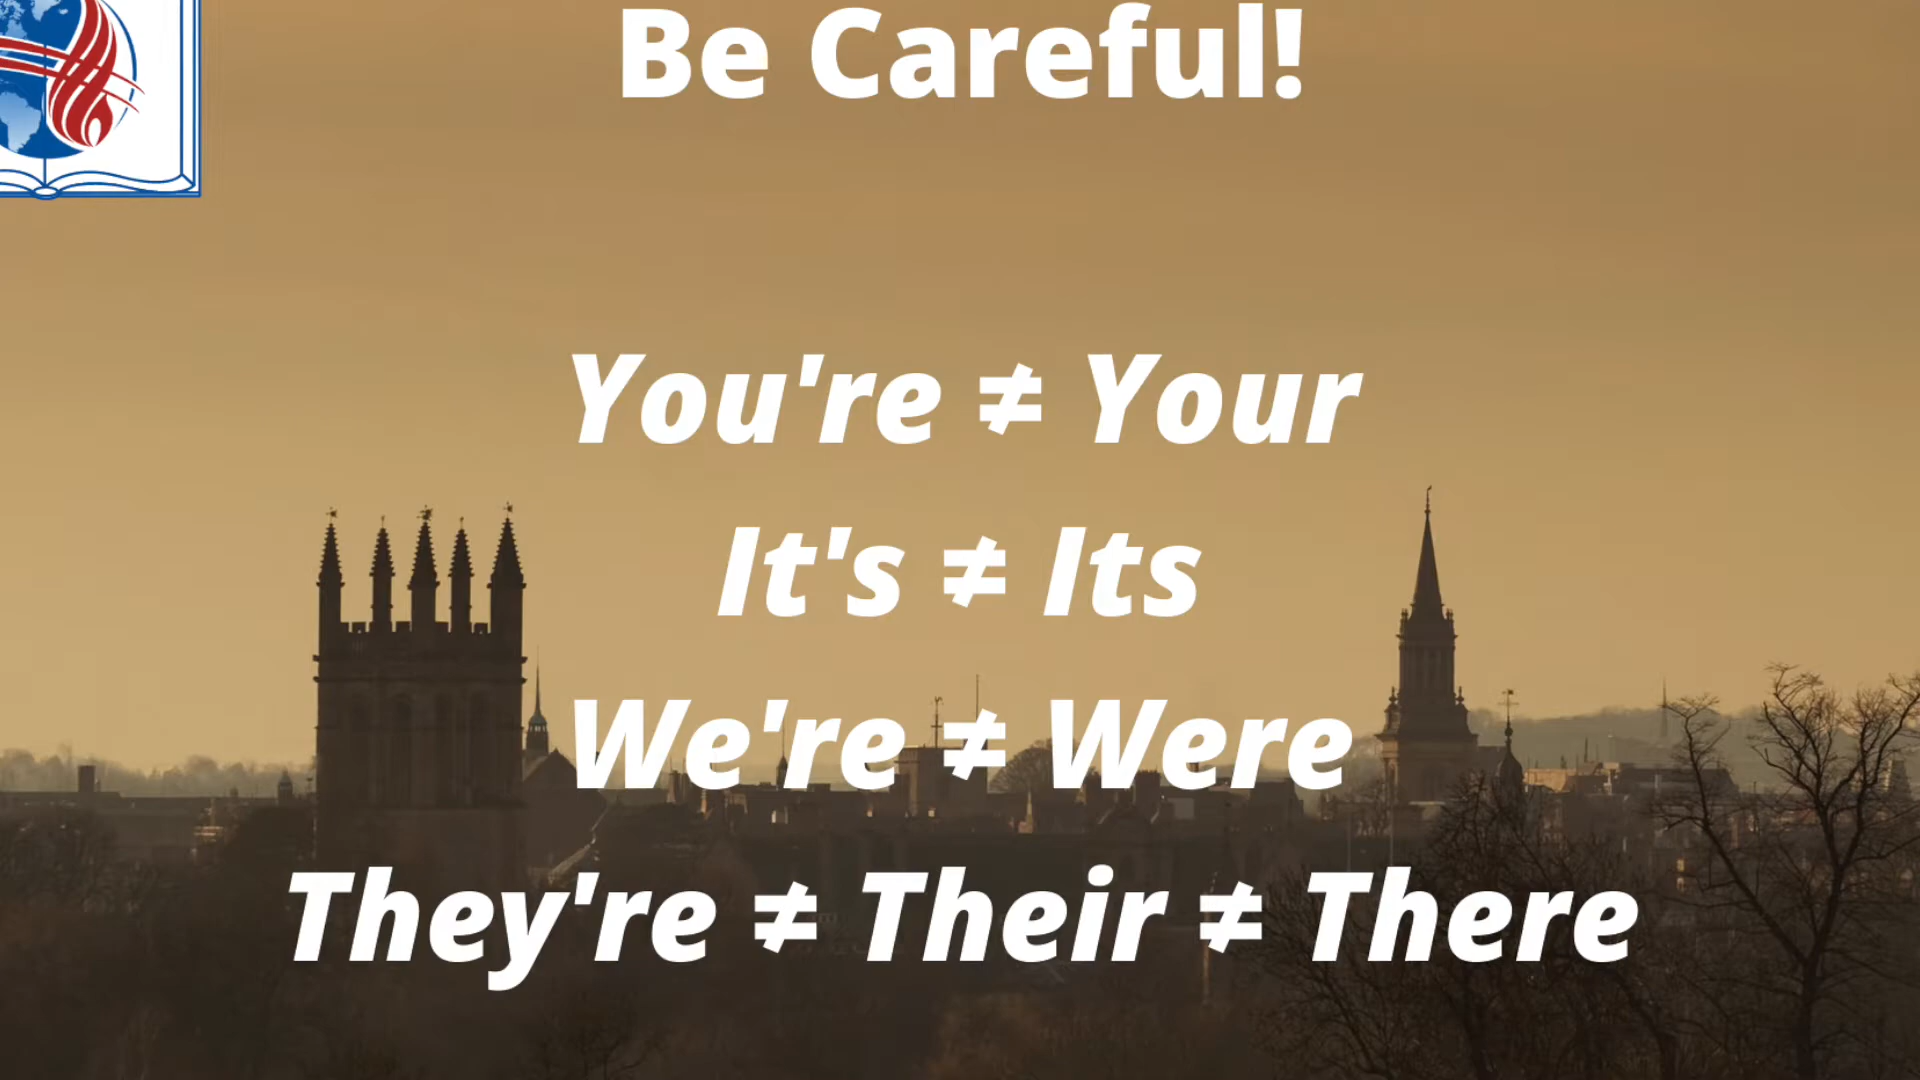 Be Careful!
You're ≠ Your
It's ≠ Its
We're ≠ Were
They're ≠ Their ≠ There